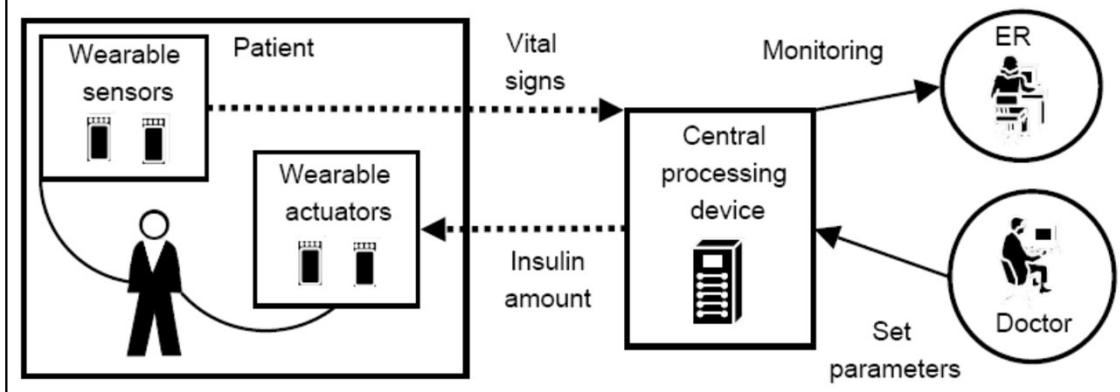 Wearable
sensors
Patient
Vital
signs
Monitoring
ER
Wearable
actuators
Central
processing
device
Insulin
amount
Doctor
Set
parameters